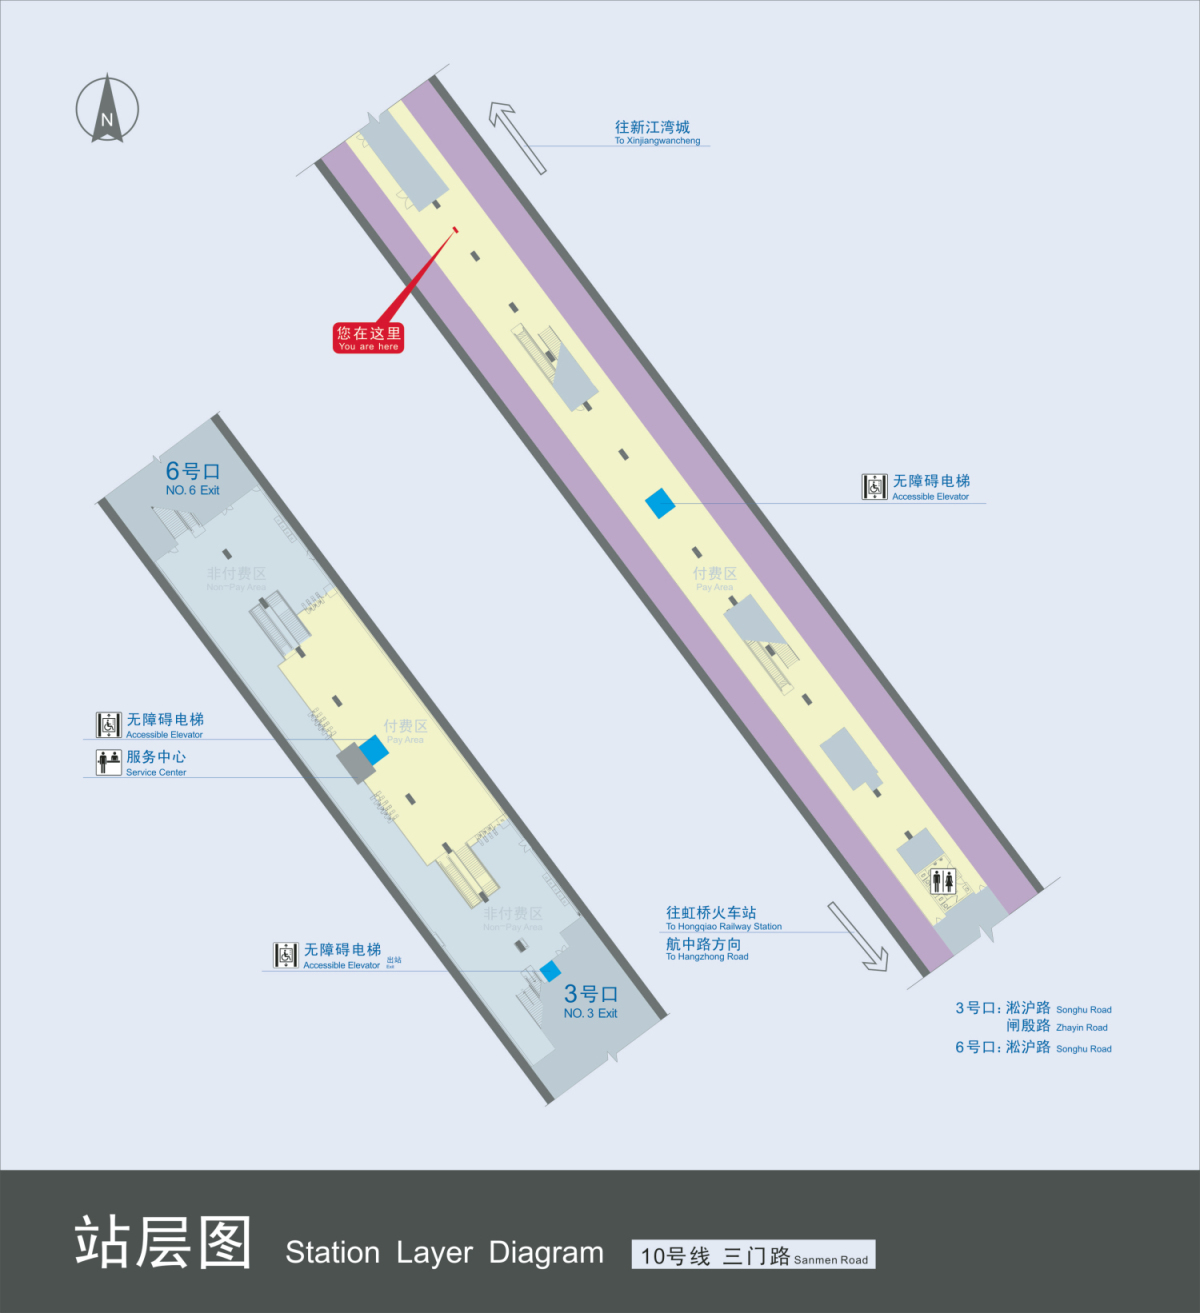 N
往新江湾城
To Xinjiangwancheng
您在这里
You are here
6号口
NO. 6 Exit
无障碍电梯
Accessible Elevator
非付费区
Non-Pay Area
付费区
Pay Area
无障碍电梯
Accessible Elevator
付费区
Pay Area
服务中心
Service Center
非付费区
Non-Pay Area
往虹桥火车站
To Hongqiao Railway Station
航中路方向
To Hangzhong Road
无障碍电梯 出站
Accessible Elevator Exit
3号口
NO. 3 Exit
3号口: 淞沪路 Songhu Road
闸殷路 Zhayin Road
6号口: 淞沪路 Songhu Road
站层图 Station Layer Diagram 10号线 三门路 Sanmen Road